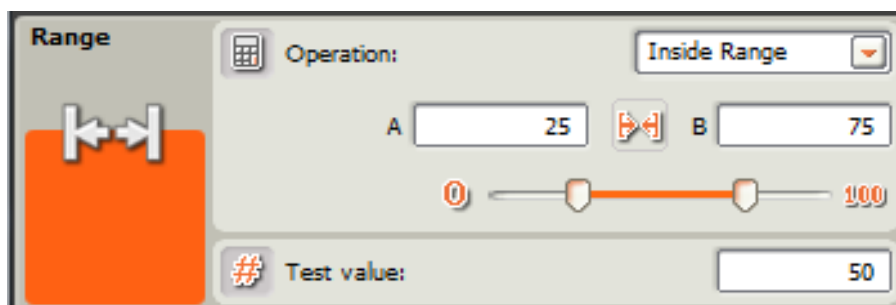 Range
Operation: Inside Range
A 25 B 75
0 100
# Test value: 50